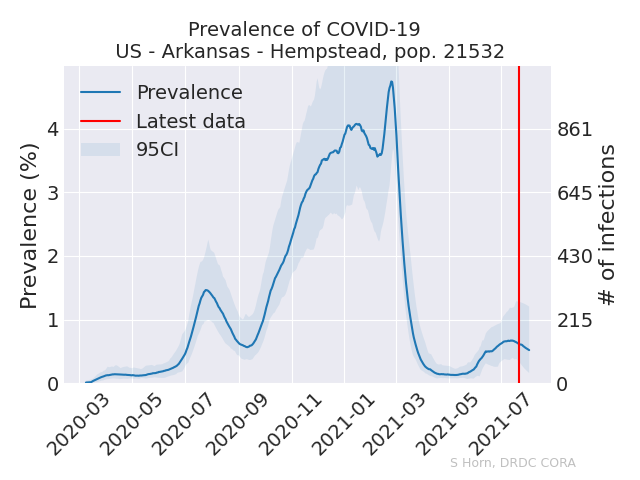 Prevalence of COVID-19
US - Arkansas - Hempstead, pop. 21532
Prevalence
Latest data
95CI
Prevalence (%)
4
3
2
1
0
# of infections
861
645
430
215
0
2020-03
2020-05
2020-07
2020-09
2020-11
2021-01
2021-03
2021-05
2021-07
S Horn, DRDC CORA